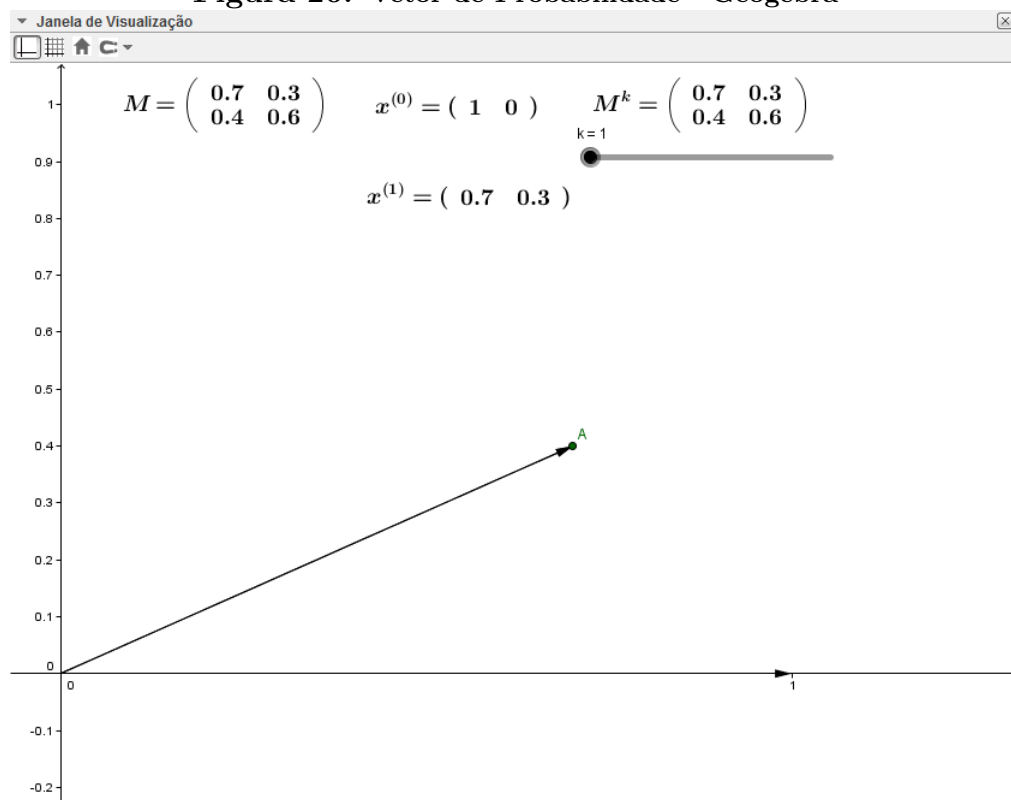 Figura 26: Vetor de Probabilidade - Geogebra
Janela de Visualização
M = ( 0.7 0.3
0.4 0.6 )
x^(0) = ( 1 0 )
M^k = ( 0.7 0.3
0.4 0.6 )
k = 1
x^(1) = ( 0.7 0.3 )
1
0.9
0.8
0.7
0.6
0.5
0.4
A
0.3
0.2
0.1
0
0
1
-0.1
-0.2